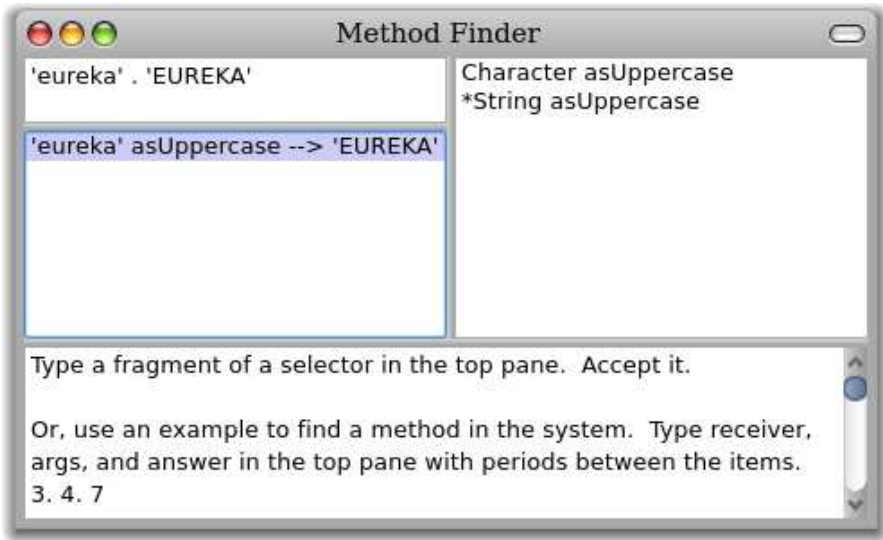 Method Finder
'eureka' . 'EUREKA'
'eureka' asUppercase --> 'EUREKA'
Character asUppercase
*String asUppercase
Type a fragment of a selector in the top pane.  Accept it.
Or, use an example to find a method in the system.  Type receiver,
args, and answer in the top pane with periods between the items.
3. 4. 7